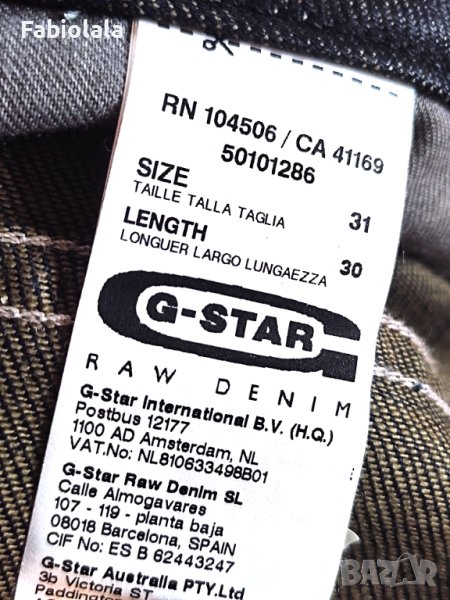 Fabiolala
RN 104506 / CA 41169
50101286
SIZE 31
TAILLE TALLA TAGLIA
LENGTH 30
LONGUER LARGO LUNGAEZZA
G-STAR
RAW DENIM
G-Star International B.V. (H.Q.)
Postbus 12177
1100 AD Amsterdam, NL
VAT.No: NL810633498B01
G-Star Raw Denim SL
Calle Almogavares
107 - 119 - planta baja
08018 Barcelona, SPAIN
CIF No: ES B 62443247
G-Star Australia PTY.Ltd
3b Victoria ST
Paddington
bazar